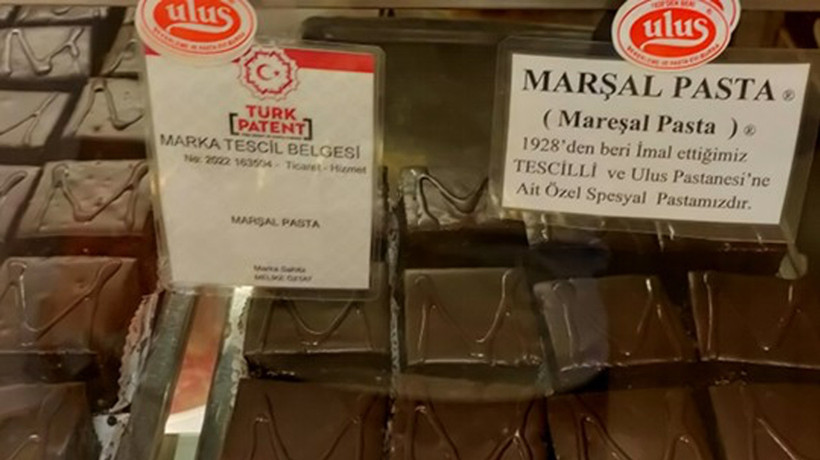 ulus
TÜRK
PATENT
MARKA TESCİL BELGESİ
No: 2022 163504 - Ticaret - Hizmet
MARŞAL PASTA
Marka Sahibi
ulus
MARŞAL PASTA ®
( Mareşal Pasta ) ®
1928'den beri İmal ettiğimiz
TESCİLLİ ve Ulus Pastanesi'ne
Ait Özel Spesyal Pastamızdır.